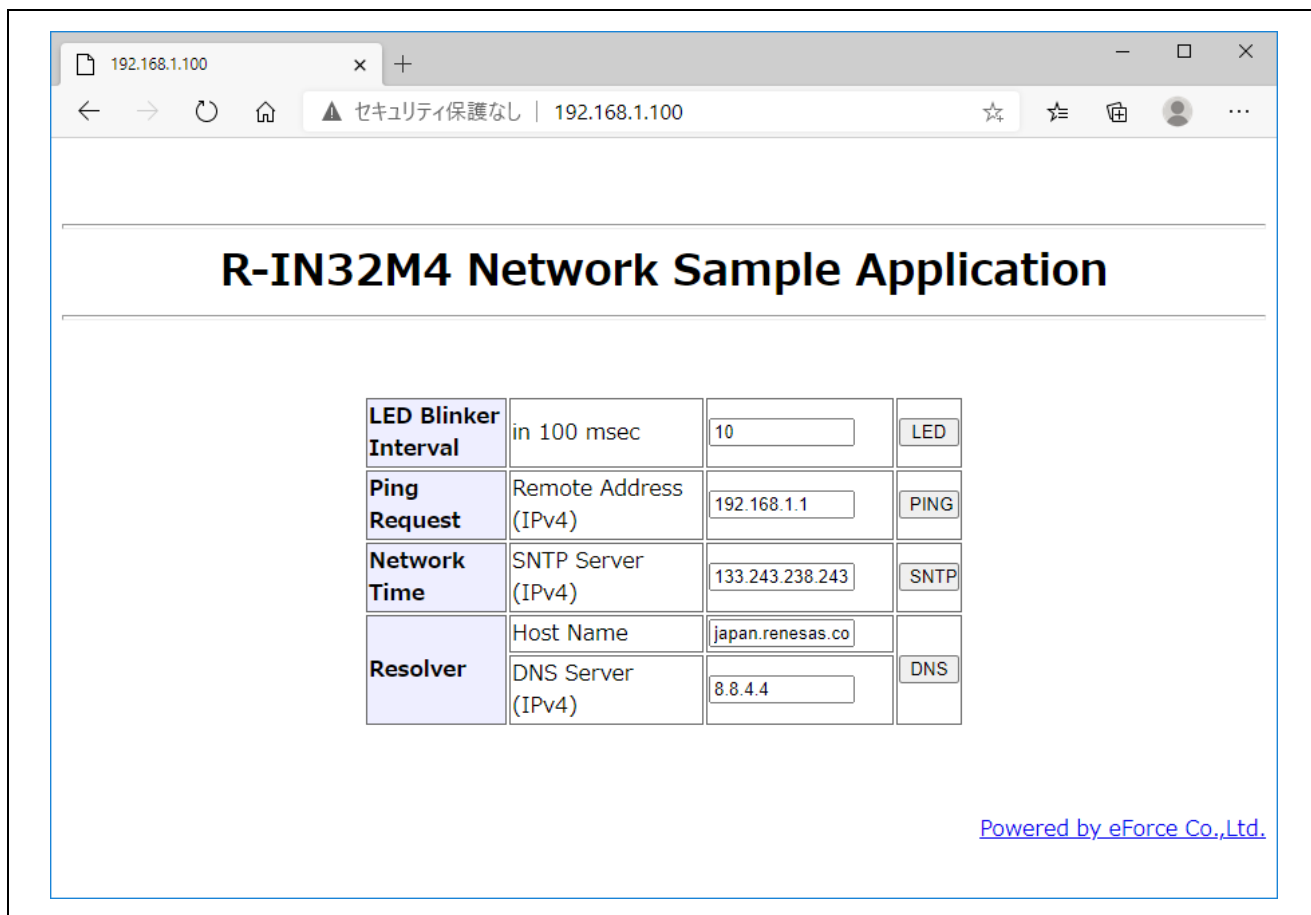 192.168.1.100
セキュリティ保護なし | 192.168.1.100
R-IN32M4 Network Sample Application
LED Blinker
Interval
in 100 msec
10
LED
Ping
Request
Remote Address
(IPv4)
192.168.1.1
PING
Network
Time
SNTP Server
(IPv4)
133.243.238.243
SNTP
Resolver
Host Name
japan.renesas.co
DNS Server
(IPv4)
8.8.4.4
DNS
Powered by eForce Co.,Ltd.